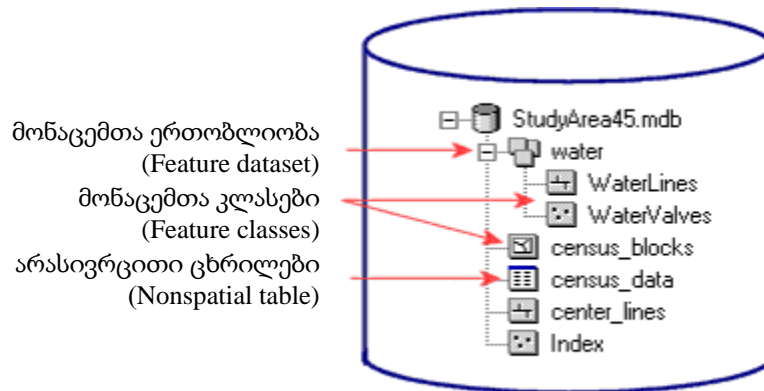 მონაცემთა ერთობლიობა
(Feature dataset)
მონაცემთა კლასები
(Feature classes)
არასივრცითი ცხრილები
(Nonspatial table)
StudyArea45.mdb
water
WaterLines
WaterValves
census_blocks
census_data
center_lines
Index